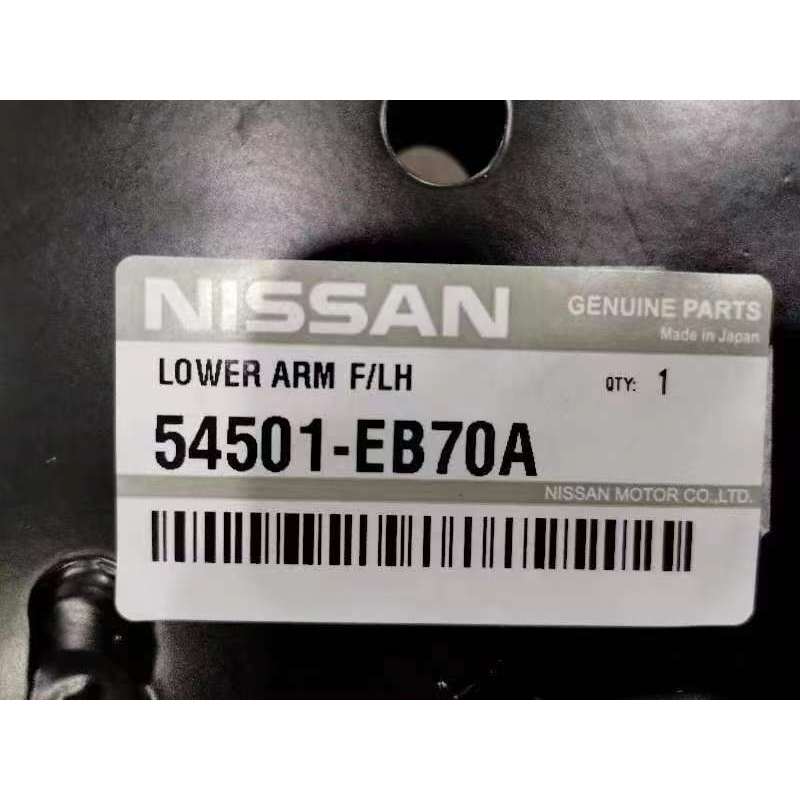 NISSAN
GENUINE PARTS
Made in Japan
LOWER ARM F/LH
QTY: 1
54501-EB70A
NISSAN MOTOR CO.,LTD.